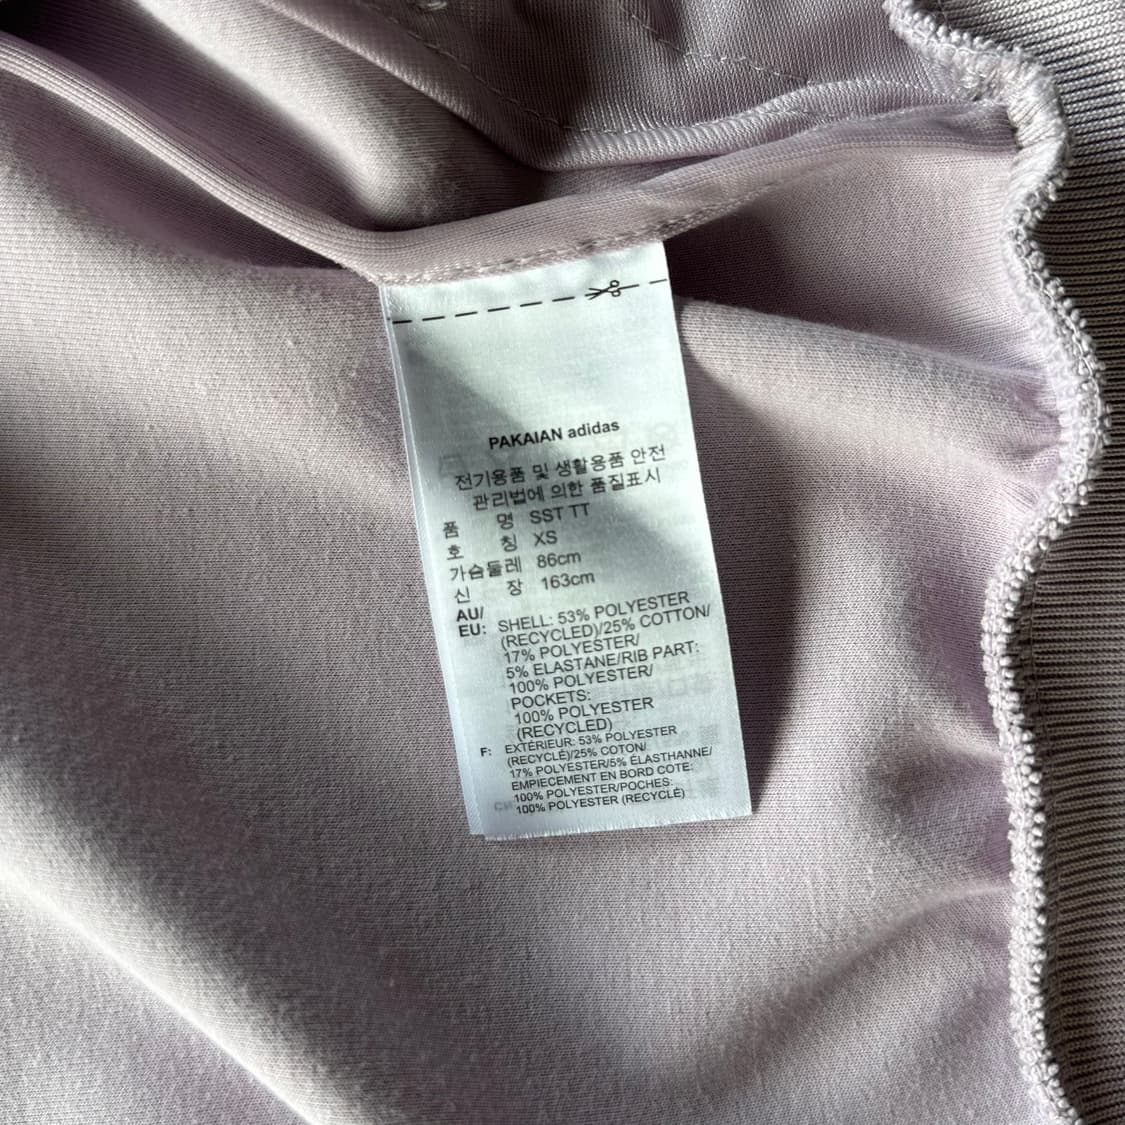 PAKAIAN adidas
전기용품 및 생활용품 안전
관리법에 의한 품질표시
품 명 SST TT
호 칭 XS
가슴둘레 86cm
신 장 163cm
AU/
EU: SHELL: 53% POLYESTER
(RECYCLED)/25% COTTON/
17% POLYESTER/
5% ELASTANE/RIB PART:
100% POLYESTER/
POCKETS:
100% POLYESTER
(RECYCLED)
F: EXTÉRIEUR: 53% POLYESTER
(RECYCLÉ)/25% COTON/
17% POLYESTER/5% ÉLASTHANNE/
EMPIECEMENT EN BORD COTE:
100% POLYESTER/POCHES:
100% POLYESTER (RECYCLÉ)